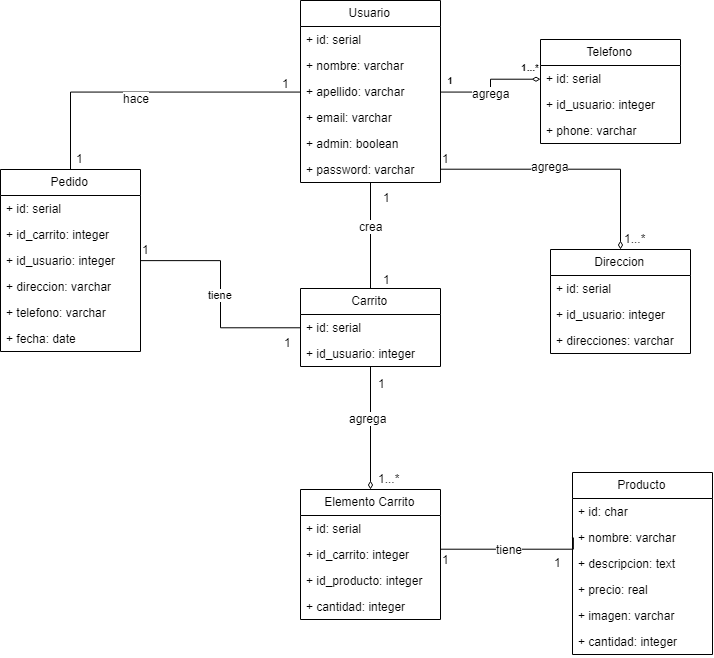 Usuario
+ id: serial
+ nombre: varchar
+ apellido: varchar
+ email: varchar
+ admin: boolean
+ password: varchar
Telefono
+ id: serial
+ id_usuario: integer
+ phone: varchar
1
agrega
1...*
1
hace
1
1
agrega
1...*
Pedido
+ id: serial
+ id_carrito: integer
+ id_usuario: integer
+ direccion: varchar
+ telefono: varchar
+ fecha: date
1
crea
1
Direccion
+ id: serial
+ id_usuario: integer
+ direcciones: varchar
1
tiene
1
Carrito
+ id: serial
+ id_usuario: integer
1
agrega
1...*
Elemento Carrito
+ id: serial
+ id_carrito: integer
+ id_producto: integer
+ cantidad: integer
1
tiene
1
Producto
+ id: char
+ nombre: varchar
+ descripcion: text
+ precio: real
+ imagen: varchar
+ cantidad: integer